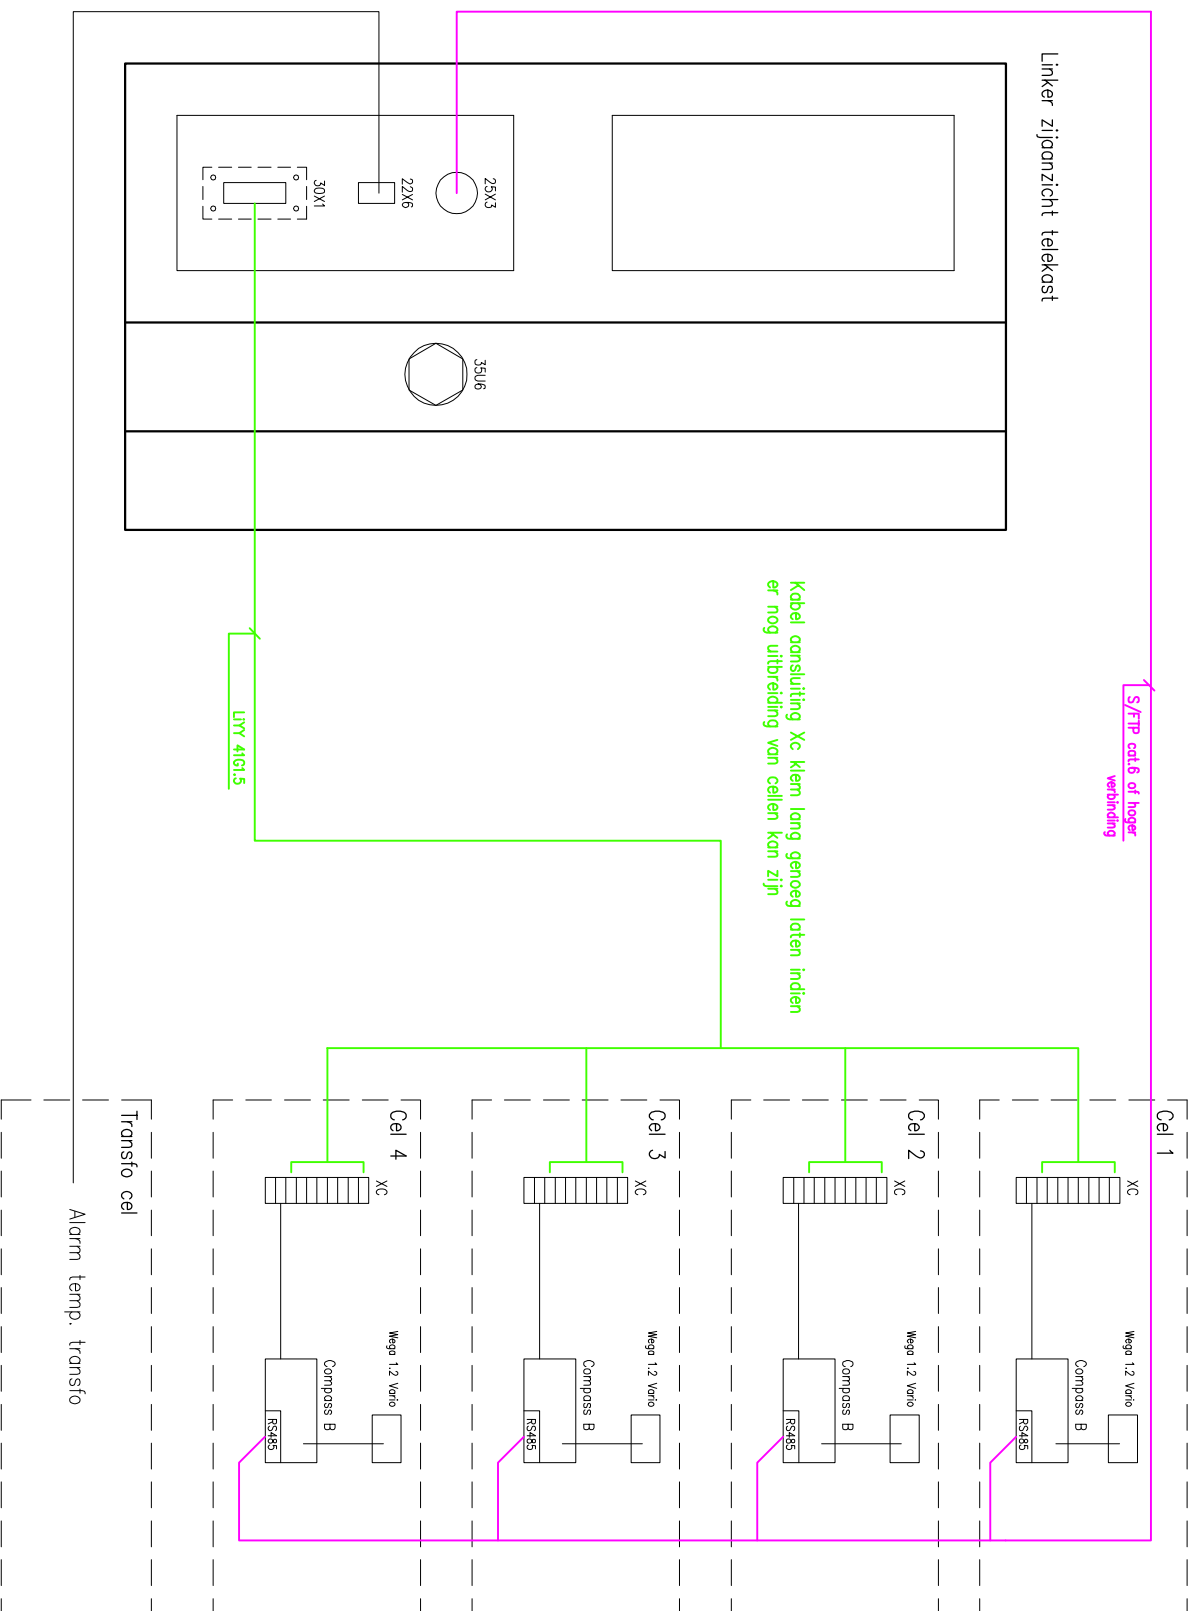 Linker zijaanzicht telekast
25X3
22X6
30X1
35U6
S/FTP cat.6 of hoger
verbinding
Kabel aansluiting Xc klem lang genoeg laten indien
er nog uitbreiding van cellen kan zijn
LIYY 41G1.5
Cel 1
XC
Wega 1.2 Vario
Compass B
RS485
Cel 2
XC
Wega 1.2 Vario
Compass B
RS485
Cel 3
XC
Wega 1.2 Vario
Compass B
RS485
Cel 4
XC
Wega 1.2 Vario
Compass B
RS485
Transfo cel
Alarm temp. transfo